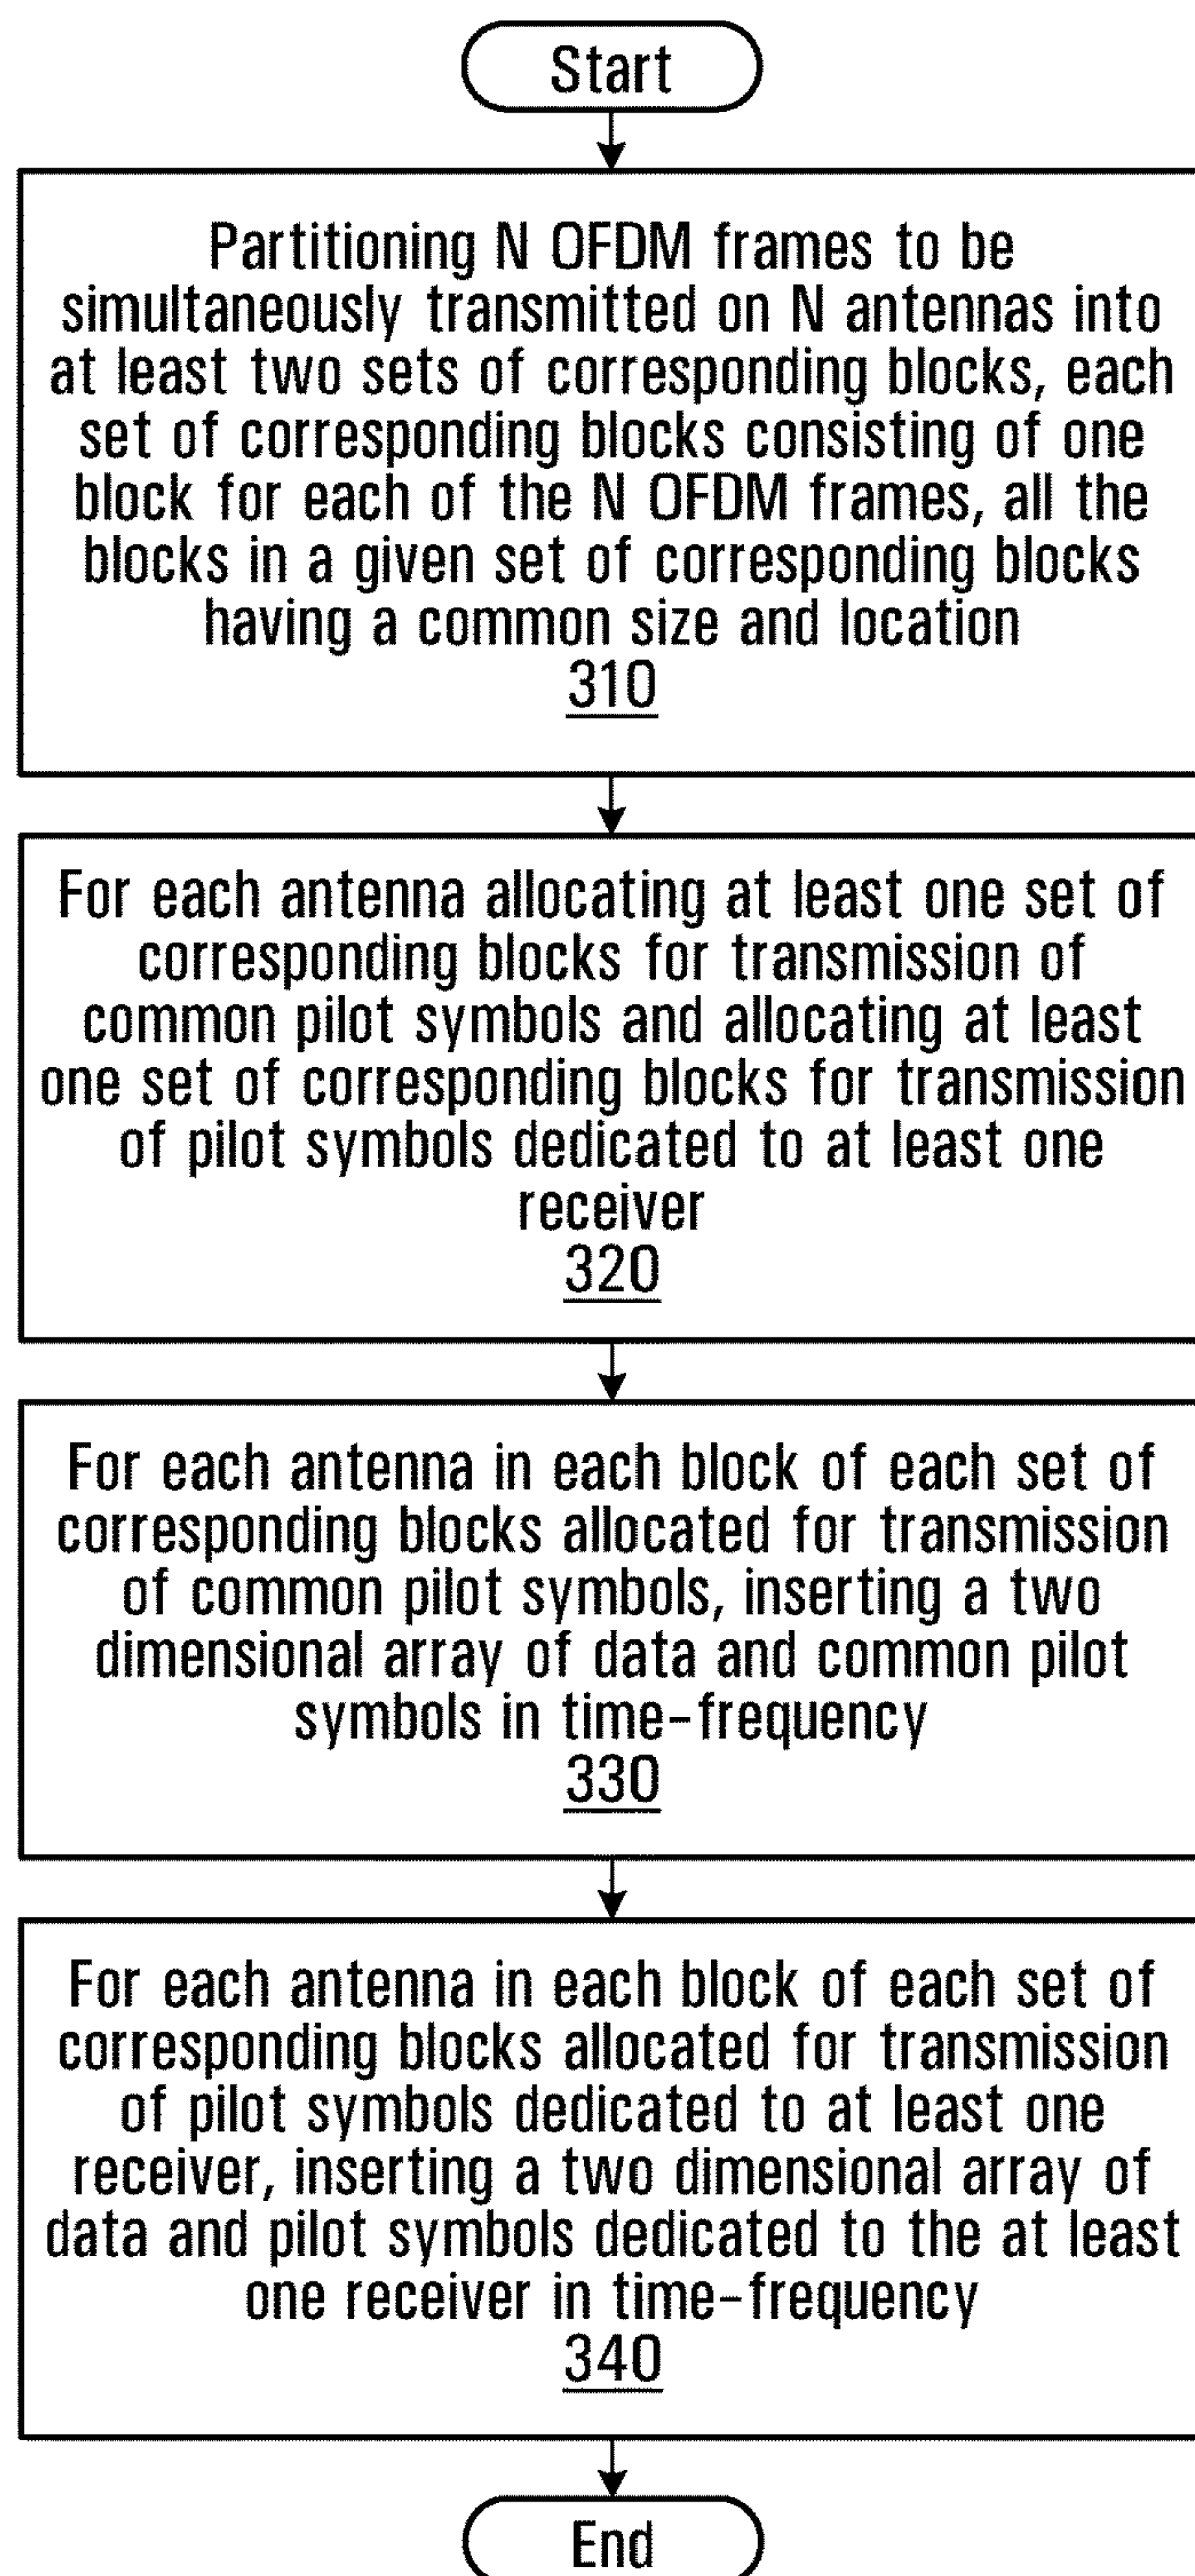 Start
Partitioning N OFDM frames to be
simultaneously transmitted on N antennas into
at least two sets of corresponding blocks, each
set of corresponding blocks consisting of one
block for each of the N OFDM frames, all the
blocks in a given set of corresponding blocks
having a common size and location
310
For each antenna allocating at least one set of
corresponding blocks for transmission of
common pilot symbols and allocating at least
one set of corresponding blocks for transmission
of pilot symbols dedicated to at least one
receiver
320
For each antenna in each block of each set of
corresponding blocks allocated for transmission
of common pilot symbols, inserting a two
dimensional array of data and common pilot
symbols in time-frequency
330
For each antenna in each block of each set of
corresponding blocks allocated for transmission
of pilot symbols dedicated to at least one
receiver, inserting a two dimensional array of
data and pilot symbols dedicated to the at least
one receiver in time-frequency
340
End